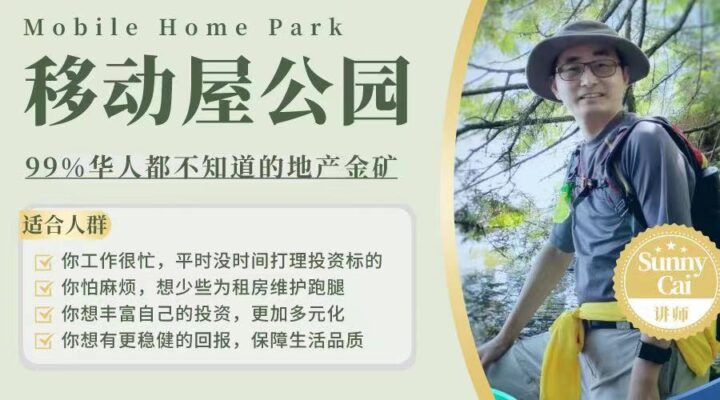 Mobile Home Park
移动屋公园
99%华人都不知道的地产金矿
适合人群
你工作很忙，平时没时间打理投资标的
你怕麻烦，想少些为租房维护跑腿
你想丰富自己的投资，更加多元化
你想有更稳健的回报，保障生活品质
Sunny
Cai
讲师